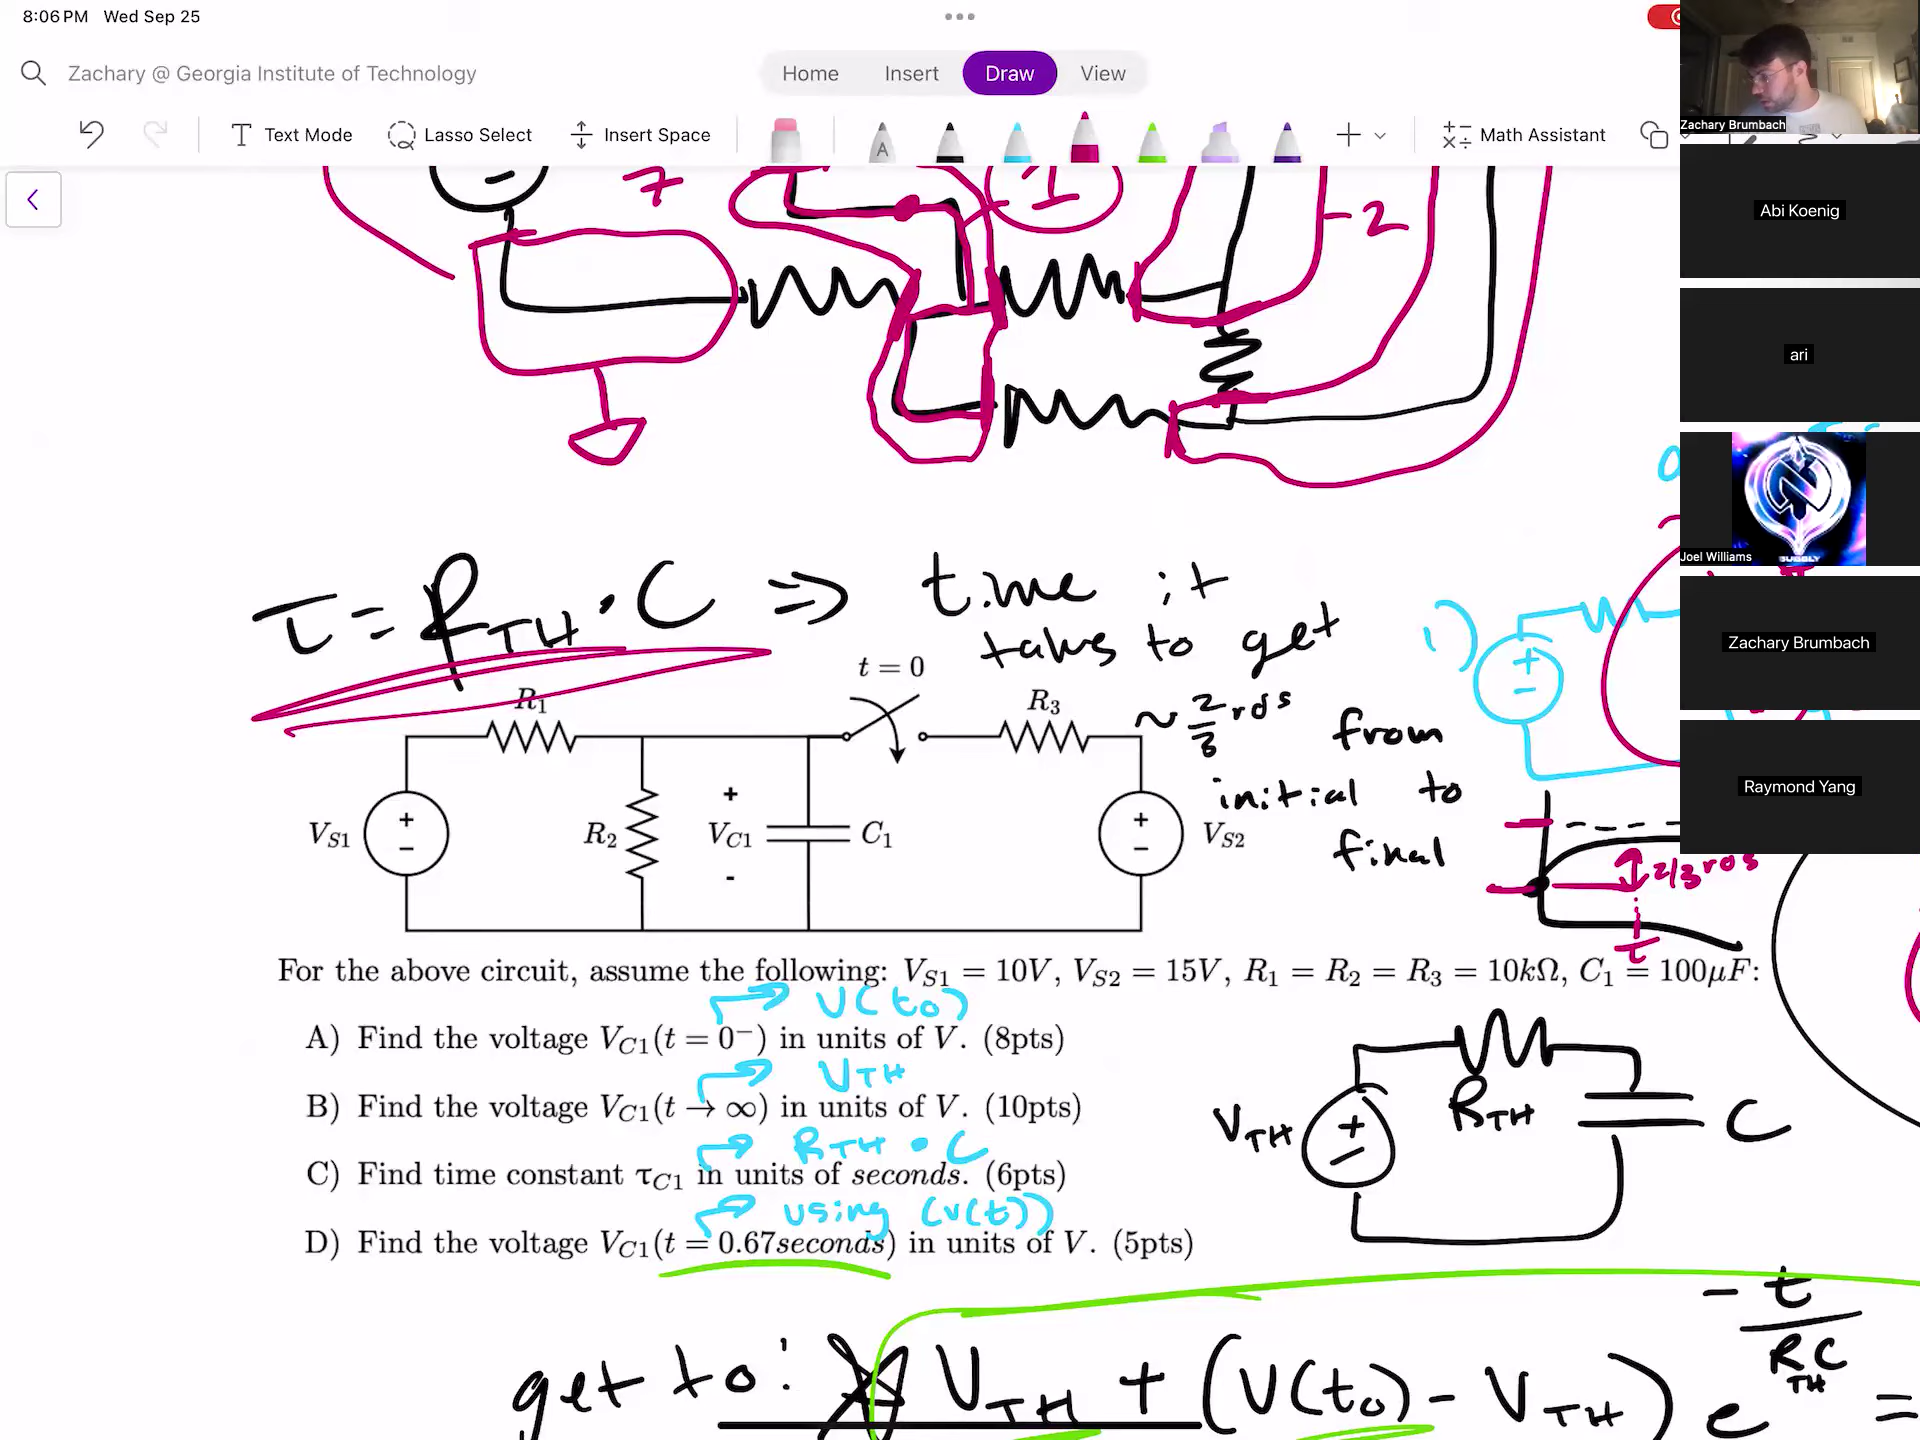 8:06 PM Wed Sep 25
Zachary @ Georgia Institute of Technology
Home Insert Draw View
Text Mode
Lasso Select
Insert Space
A
Math Assistant
Zachary Brumbach
Abi Koenig
ari
Joel Williams
Zachary Brumbach
Raymond Yang
7
1
-2
τ = R_TH · C ⇒ time it
takes to get
~ 2/3 rds from
initial to
final
1)
+
-
t = 0
R1
R3
VS1
+
-
R2
+
VC1
-
C1
+
-
VS2
2/3 rds
τ
For the above circuit, assume the following: VS1 = 10V, VS2 = 15V, R1 = R2 = R3 = 10kΩ, C1 = 100μF:
V(t0)
A) Find the voltage VC1(t = 0⁻) in units of V. (8pts)
VTH
B) Find the voltage VC1(t → ∞) in units of V. (10pts)
RTH • C
C) Find time constant τC1 in units of seconds. (6pts)
using (v(t))
D) Find the voltage VC1(t = 0.67seconds) in units of V. (5pts)
VTH
+
-
RTH
C
get to: VTH + (V(t0) - VTH) e^(-t/RTHC) =